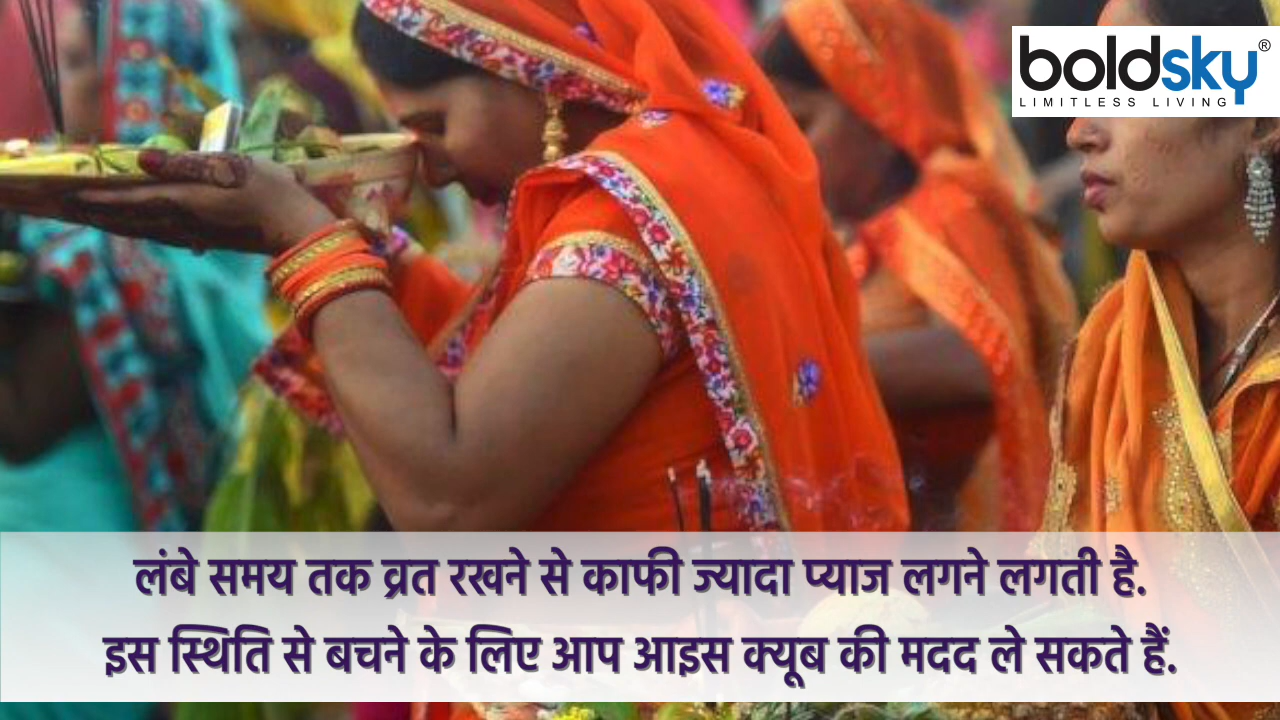 boldsky®
LIMITLESS LIVING
लंबे समय तक व्रत रखने से काफी ज्यादा प्याज लगने लगती है.
इस स्थिति से बचने के लिए आप आइस क्यूब की मदद ले सकते हैं.